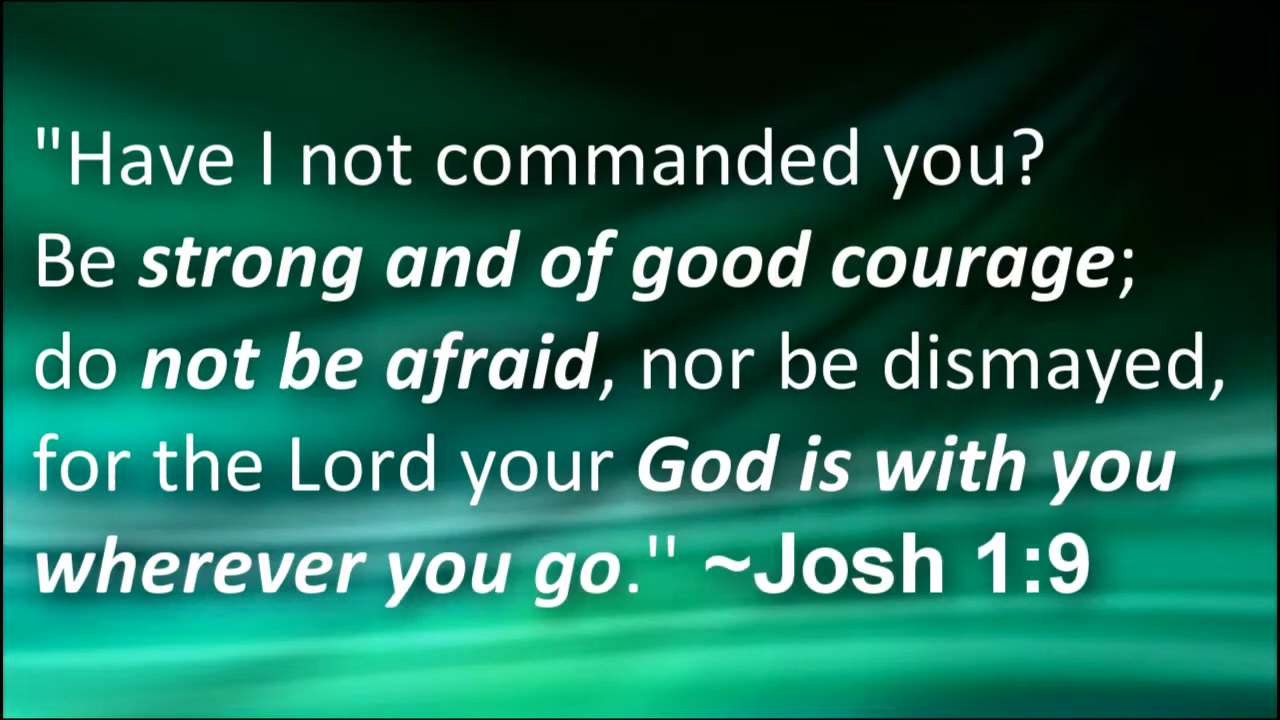 "Have I not commanded you?
Be strong and of good courage;
do not be afraid, nor be dismayed,
for the Lord your God is with you
wherever you go." ~Josh 1:9